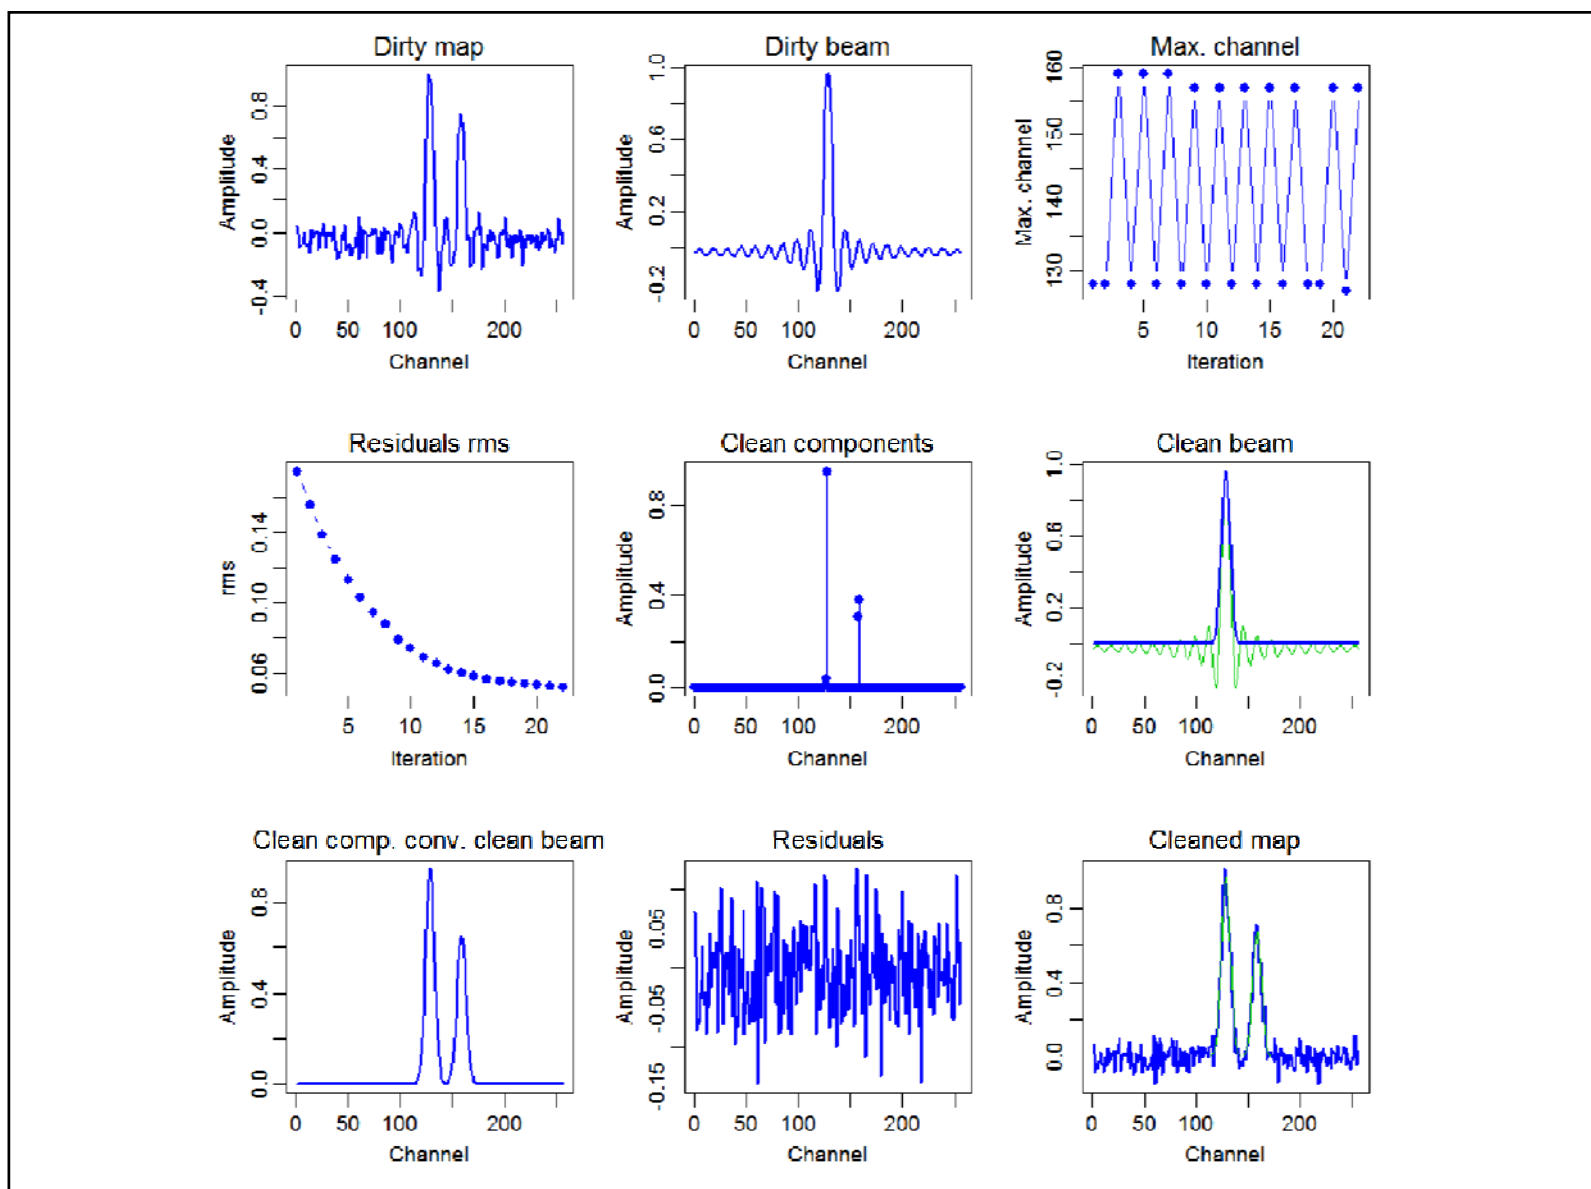 Dirty map
Amplitude
0.8
0.4
0.0
-0.4
0 50 100 200
Channel
Dirty beam
Amplitude
1.0
0.6
0.2
-0.2
0 50 100 200
Channel
Max. channel
Max. channel
160
150
140
130
5 10 15 20
Iteration
Residuals rms
rms
0.14
0.10
0.06
5 10 15 20
Iteration
Clean components
Amplitude
0.8
0.4
0.0
0 50 100 200
Channel
Clean beam
Amplitude
1.0
0.6
0.2
-0.2
0 50 100 200
Channel
Clean comp. conv. clean beam
Amplitude
0.8
0.4
0.0
0 50 100 200
Channel
Residuals
Amplitude
0.05
-0.05
-0.15
0 50 100 200
Channel
Cleaned map
Amplitude
0.8
0.4
0.0
0 50 100 200
Channel